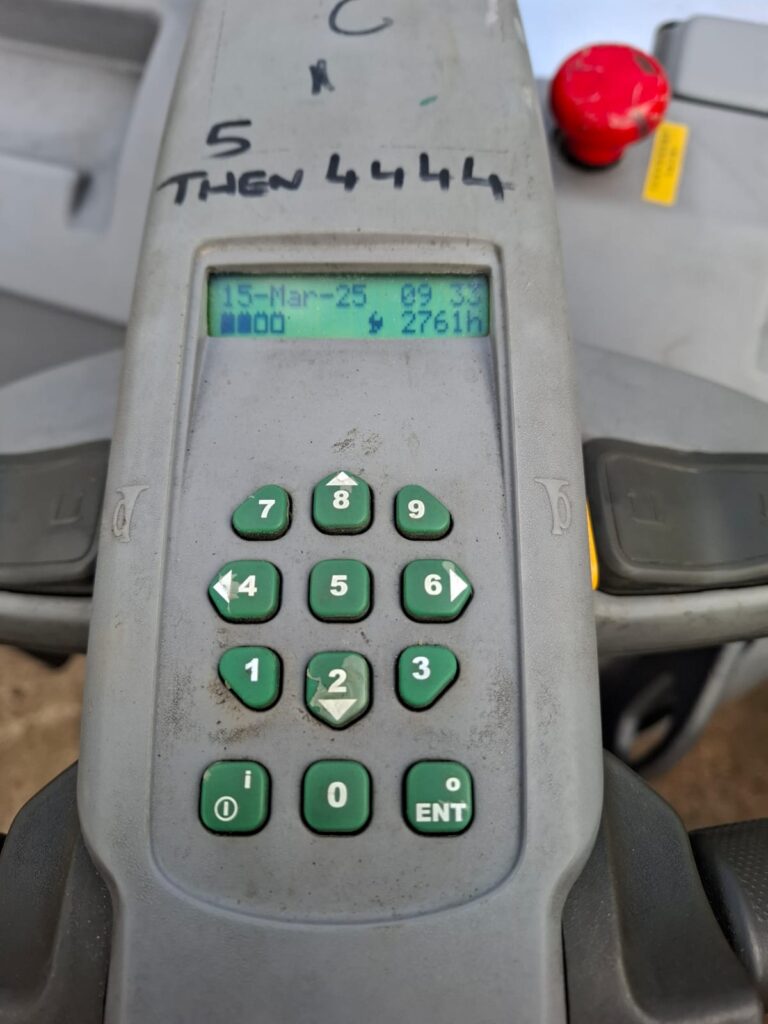 C
5
THEN 4444
15-Mar-25 09 33
2761h
7 8 9
4 5 6
1 2 3
i 0 o
ENT